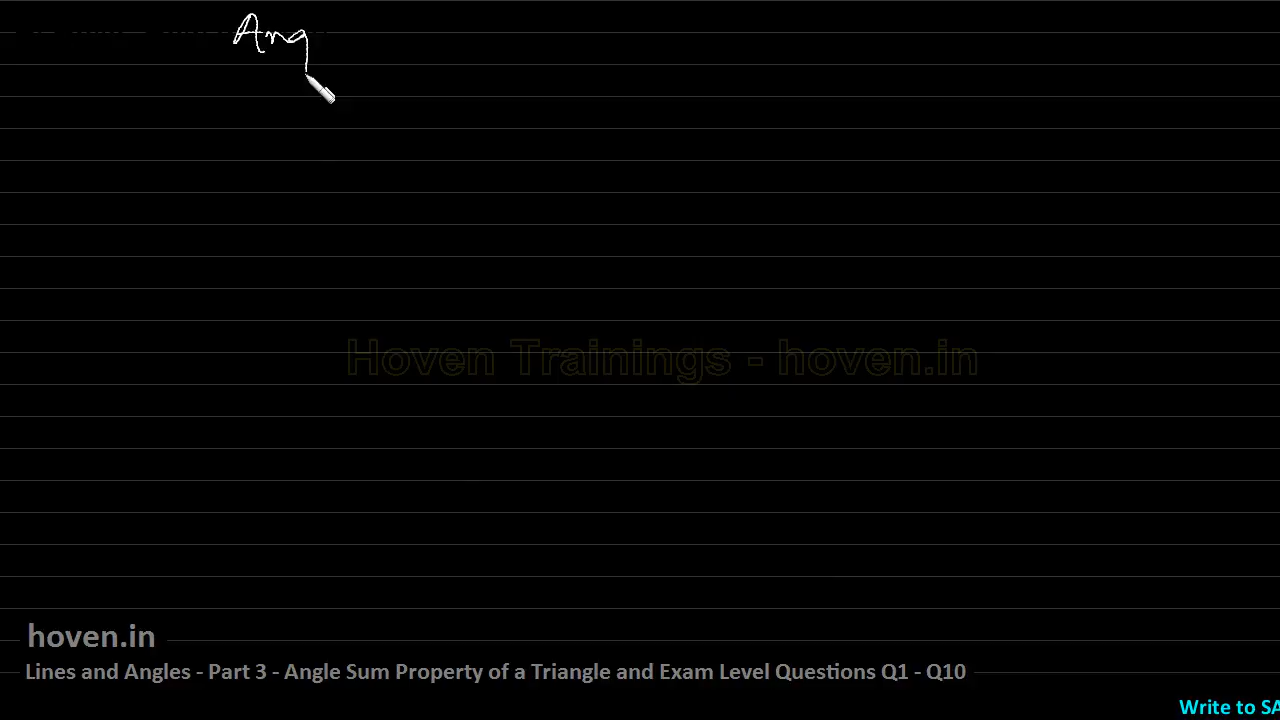 Ang
Hoven Trainings - hoven.in
hoven.in
Lines and Angles - Part 3 - Angle Sum Property of a Triangle and Exam Level Questions Q1 - Q10
Write to SA